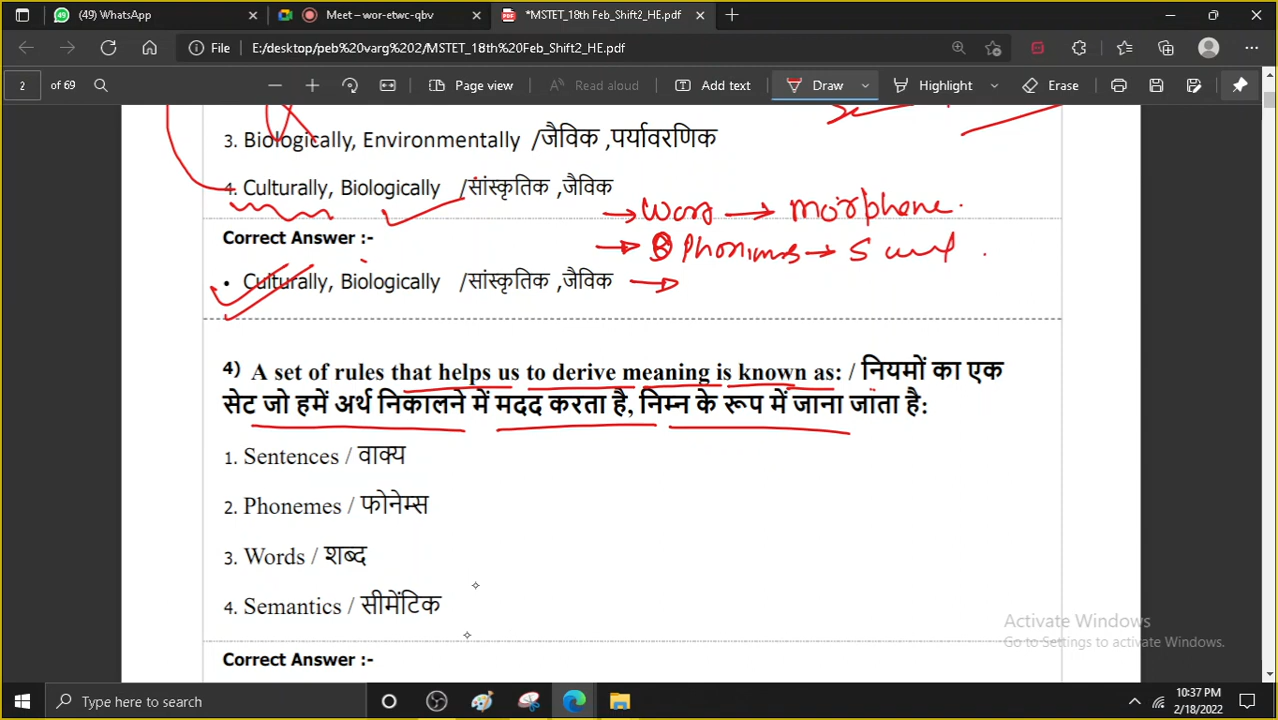 (49) WhatsApp
Meet – wor-etwc-qbv
*MSTET_18th Feb_Shift2_HE.pdf
File E:/desktop/peb%20varg%202/MSTET_18th%20Feb_Shift2_HE.pdf
2 of 69 Page view Read aloud Add text Draw Highlight Erase
3. Biologically, Environmentally /जैविक ,पर्यावरणिक
4. Culturally, Biologically /सांस्कृतिक ,जैविक
→ Word → morphene.
Correct Answer :-
→ Phonimes →
• Culturally, Biologically /सांस्कृतिक ,जैविक →
4) A set of rules that helps us to derive meaning is known as: / नियमों का एक
सेट जो हमें अर्थ निकालने में मदद करता है, निम्न के रूप में जाना जाता है:
1. Sentences / वाक्य
2. Phonemes / फोनेम्स
3. Words / शब्द
4. Semantics / सीमेंटिक
Activate Windows
Go to Settings to activate Windows.
Correct Answer :-
Type here to search
10:37 PM
2/18/2022